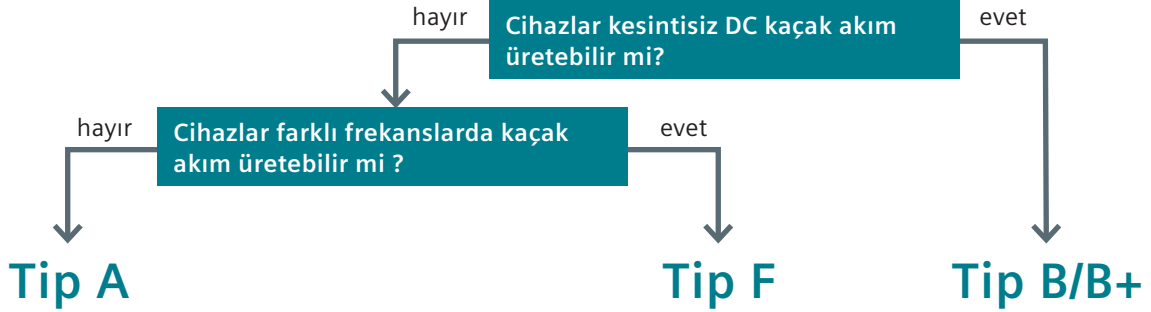 hayır
Cihazlar kesintisiz DC kaçak akım
üretebilir mi?
evet
hayır
Cihazlar farklı frekanslarda kaçak
akım üretebilir mi ?
evet
Tip A
Tip F
Tip B/B+